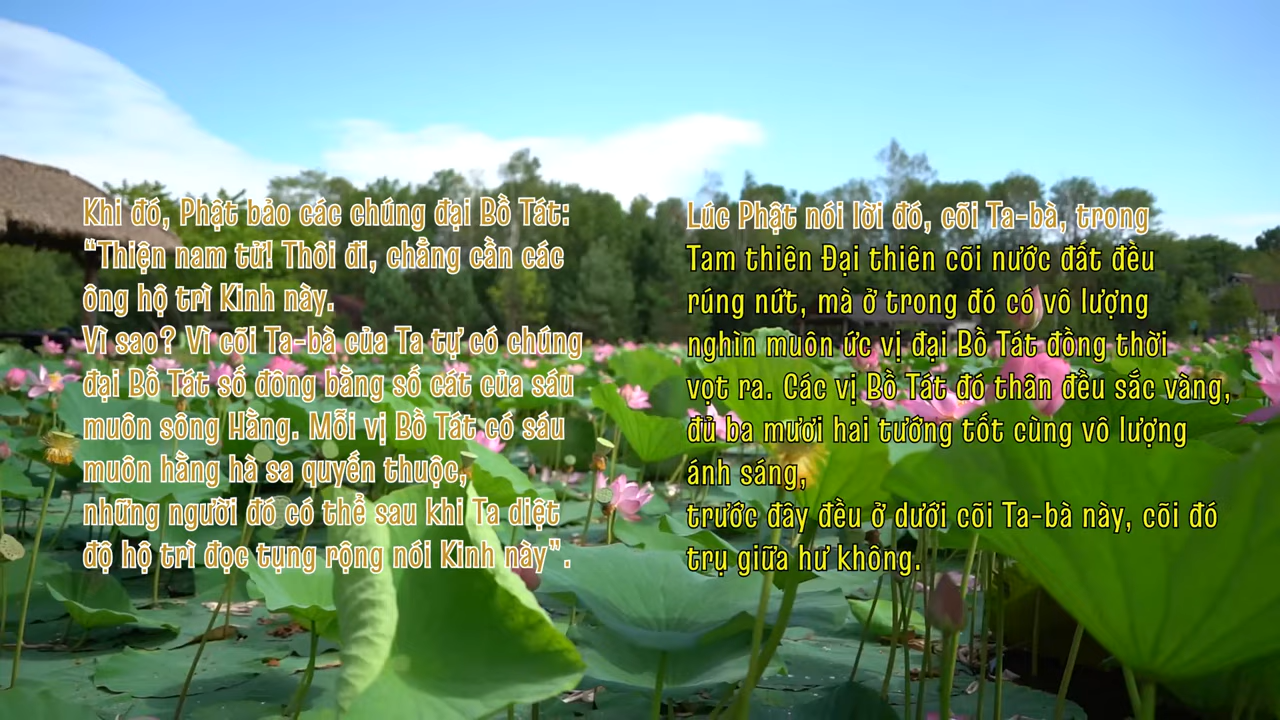 Khi đó, Phật bảo các chúng đại Bồ Tát:
“Thiện nam tử! Thôi đi, chẳng cần các
ông hộ trì Kinh này.
Vì sao? Vì cõi Ta-bà của Ta tự có chúng
đại Bồ Tát số đông bằng số cát của sáu
muôn sông Hằng. Mỗi vị Bồ Tát có sáu
muôn hằng hà sa quyến thuộc,
những người đó có thể sau khi Ta diệt
độ hộ trì đọc tụng rộng nói Kinh này”.
Lúc Phật nói lời đó, cõi Ta-bà, trong
Tam thiên Đại thiên cõi nước đất đều
rúng nứt, mà ở trong đó có vô lượng
nghìn muôn ức vị đại Bồ Tát đồng thời
vọt ra. Các vị Bồ Tát đó thân đều sắc vàng,
đủ ba mươi hai tướng tốt cùng vô lượng
ánh sáng,
trước đây đều ở dưới cõi Ta-bà này, cõi đó
trụ giữa hư không.